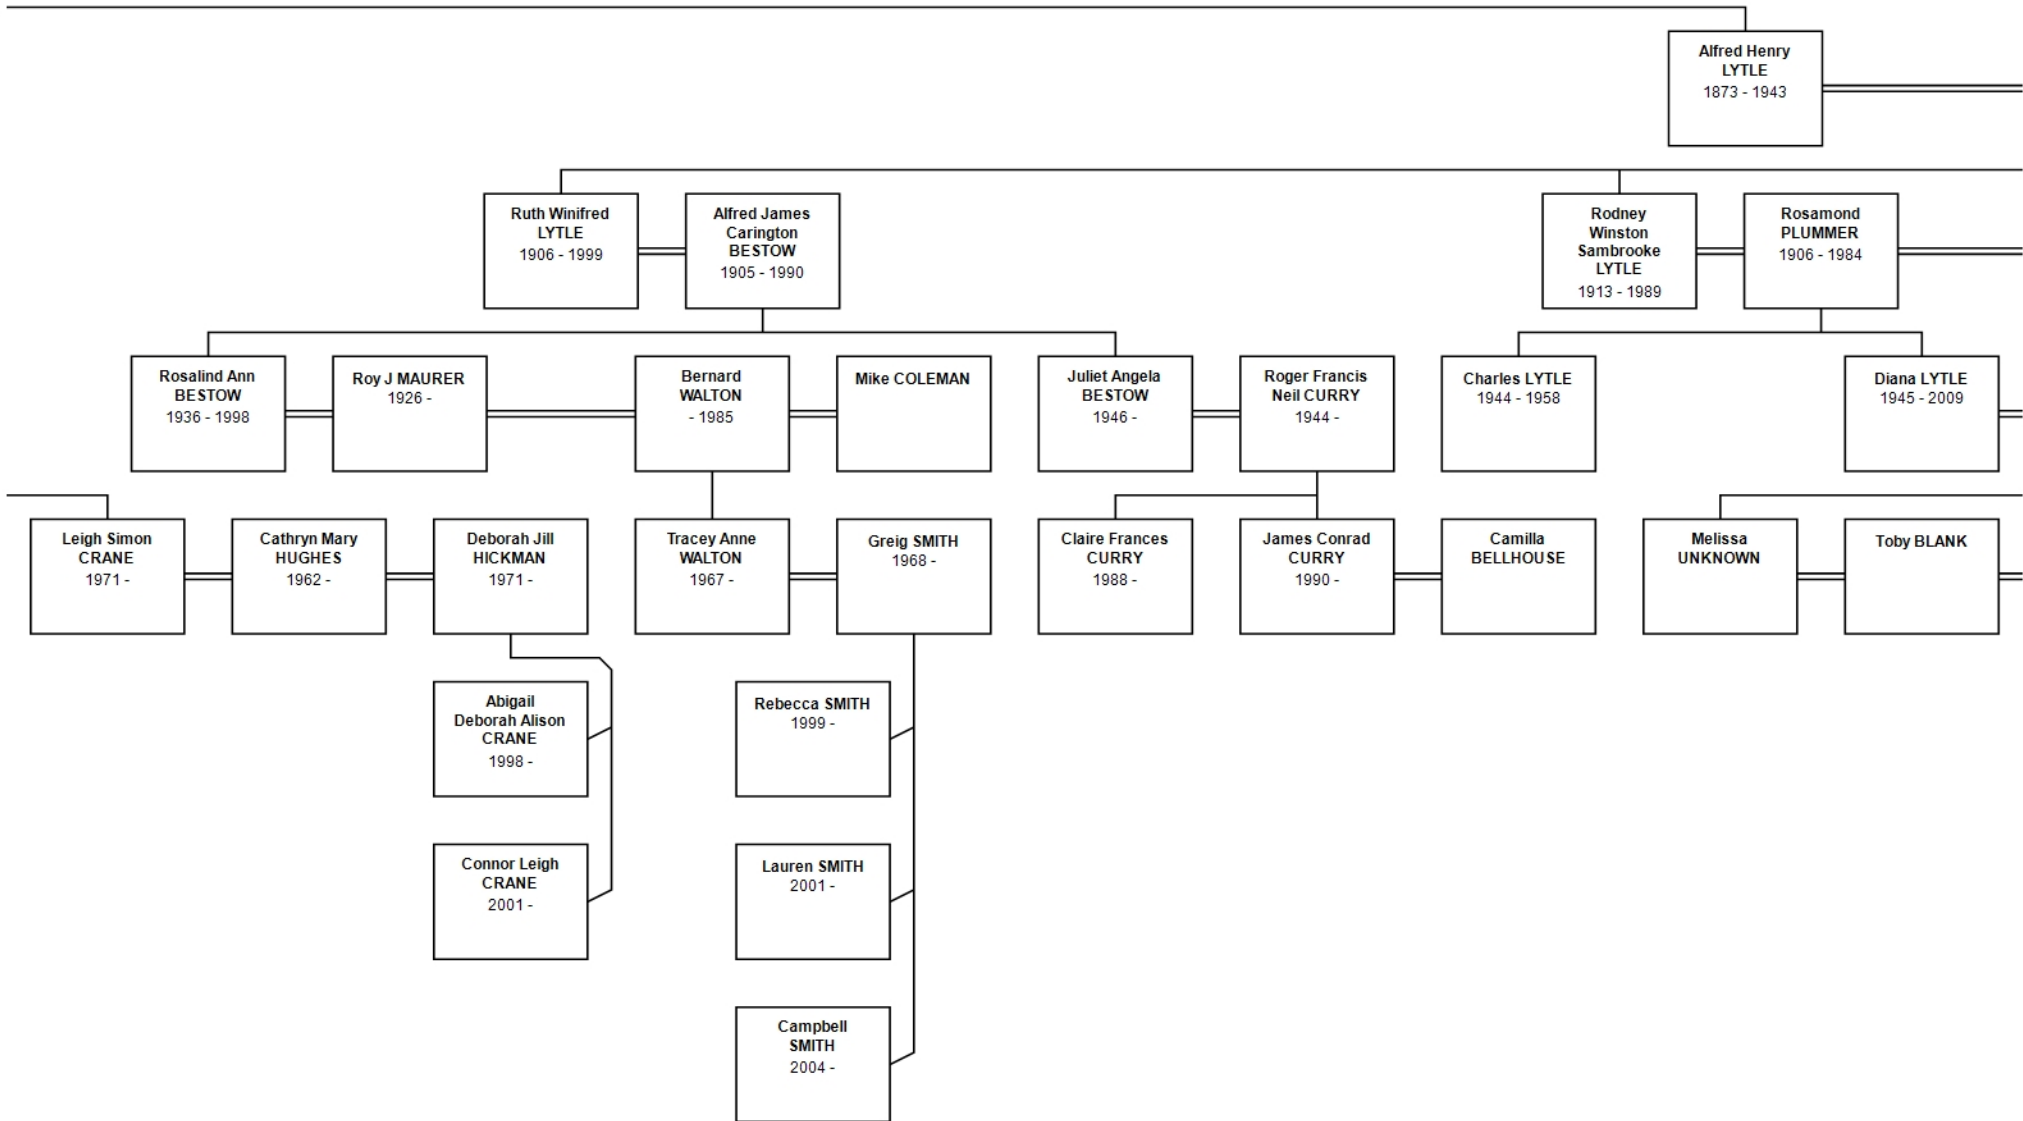 Alfred Henry
LYTLE
1873 - 1943
Ruth Winifred
LYTLE
1906 - 1999
Alfred James
Carington
BESTOW
1905 - 1990
Rodney
Winston
Sambrooke
LYTLE
1913 - 1989
Rosamond
PLUMMER
1906 - 1984
Rosalind Ann
BESTOW
1936 - 1998
Roy J MAURER
1926 -
Bernard
WALTON
- 1985
Mike COLEMAN
Juliet Angela
BESTOW
1946 -
Roger Francis
Neil CURRY
1944 -
Charles LYTLE
1944 - 1958
Diana LYTLE
1945 - 2009
Leigh Simon
CRANE
1971 -
Cathryn Mary
HUGHES
1962 -
Deborah Jill
HICKMAN
1971 -
Tracey Anne
WALTON
1967 -
Greig SMITH
1968 -
Claire Frances
CURRY
1988 -
James Conrad
CURRY
1990 -
Camilla
BELLHOUSE
Melissa
UNKNOWN
Toby BLANK
Abigail
Deborah Alison
CRANE
1998 -
Rebecca SMITH
1999 -
Connor Leigh
CRANE
2001 -
Lauren SMITH
2001 -
Campbell
SMITH
2004 -